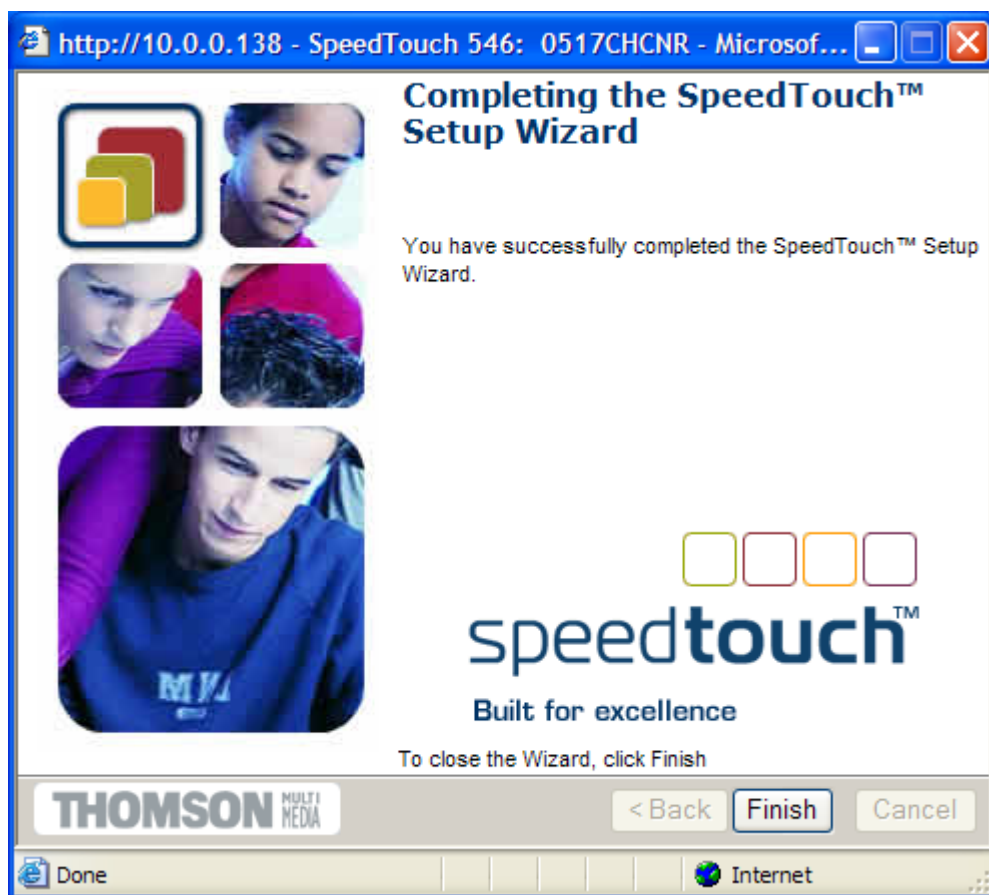 http://10.0.0.138 - SpeedTouch 546:  0517CHCNR - Microsof...
Completing the SpeedTouch™
Setup Wizard
You have successfully completed the SpeedTouch™ Setup
Wizard.
speedtouch™
Built for excellence
To close the Wizard, click Finish
THOMSON MULTI MEDIA
< Back
Finish
Cancel
Done
Internet